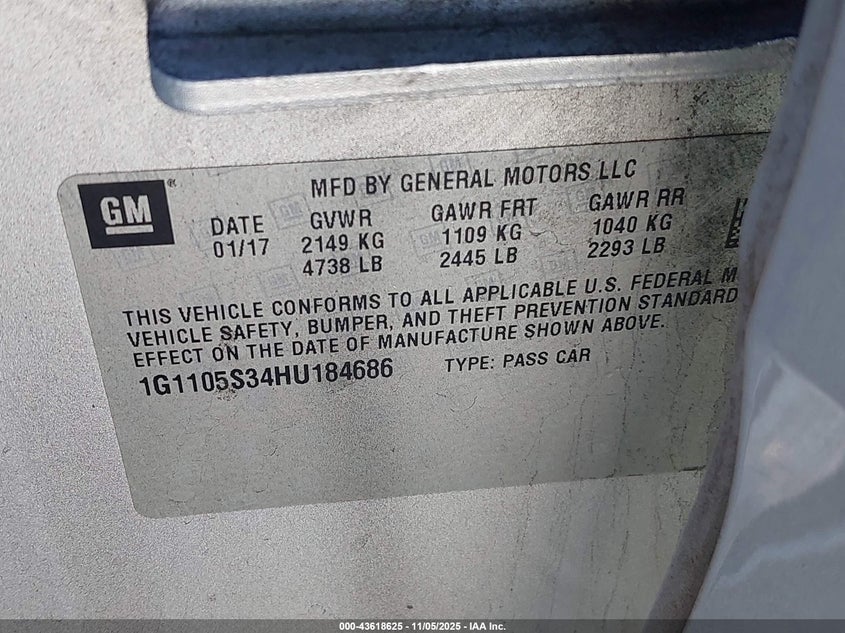 GM ®
MFD BY GENERAL MOTORS LLC
DATE GVWR GAWR FRT GAWR RR
01/17 2149 KG 1109 KG 1040 KG
4738 LB 2445 LB 2293 LB
THIS VEHICLE CONFORMS TO ALL APPLICABLE U.S. FEDERAL M
VEHICLE SAFETY, BUMPER, AND THEFT PREVENTION STANDARD
EFFECT ON THE DATE OF MANUFACTURE SHOWN ABOVE.
1G1105S34HU184686 TYPE: PASS CAR
000-43618625 - 11/05/2025 - IAA Inc.